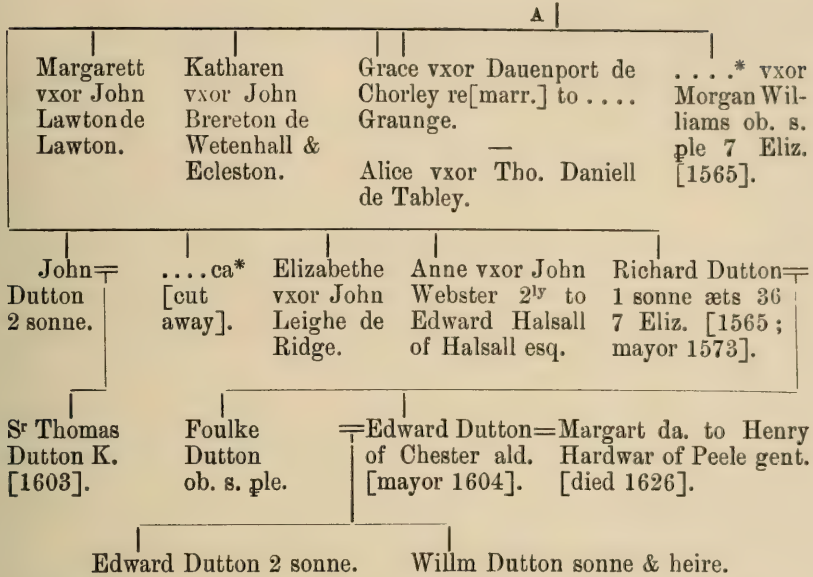 A
Margarett
vxor John
Lawton de
Lawton.
Katharen
vxor John
Brereton de
Wetenhall &
Ecleston.
Grace vxor Dauenport de
Chorley re[marr.] to ....
Graunge.
—
Alice vxor Tho. Daniell
de Tabley.
. . . .* vxor
Morgan Wil-
liams ob. s.
ꝑle 7 Eliz.
[1565].
John
Dutton
2 sonne.
....ca*
[cut
away].
Elizabethe
vxor John
Leighe de
Ridge.
Anne vxor John
Webster 2ly to
Edward Halsall
of Halsall esq.
Richard Dutton
1 sonne æts 36
7 Eliz. [1565;
mayor 1573].
Sr Thomas
Dutton K.
[1603].
Foulke
Dutton
ob. s. ꝑle.
=Edward Dutton=
of Chester ald.
[mayor 1604].
Margart da. to Henry
Hardwar of Peele gent.
[died 1626].
Edward Dutton 2 sonne.
Willm Dutton sonne & heire.